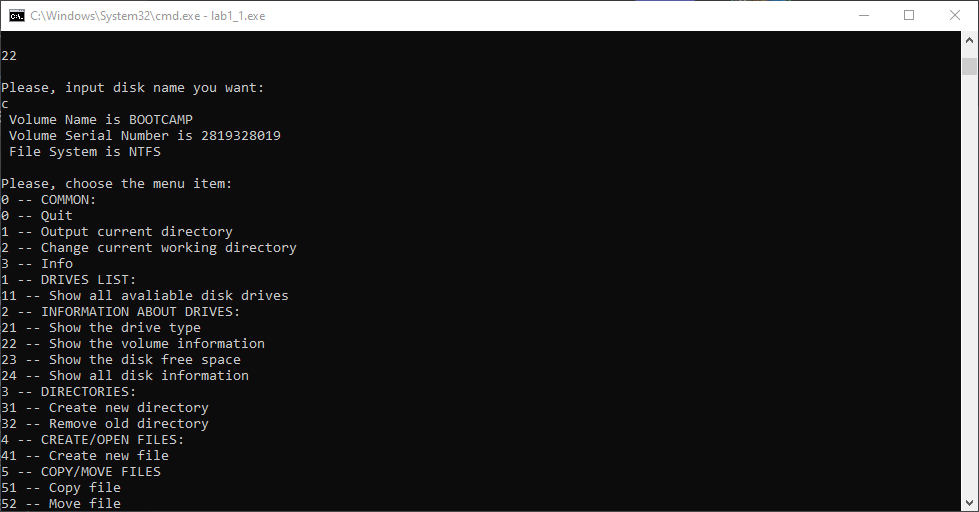 C:\Windows\System32\cmd.exe - lab1_1.exe
22
Please, input disk name you want:
c
Volume Name is BOOTCAMP
Volume Serial Number is 2819328019
File System is NTFS
Please, choose the menu item:
0 -- COMMON:
0 -- Quit
1 -- Output current directory
2 -- Change current working directory
3 -- Info
1 -- DRIVES LIST:
11 -- Show all avaliable disk drives
2 -- INFORMATION ABOUT DRIVES:
21 -- Show the drive type
22 -- Show the volume information
23 -- Show the disk free space
24 -- Show all disk information
3 -- DIRECTORIES:
31 -- Create new directory
32 -- Remove old directory
4 -- CREATE/OPEN FILES:
41 -- Create new file
5 -- COPY/MOVE FILES
51 -- Copy file
52 -- Move file